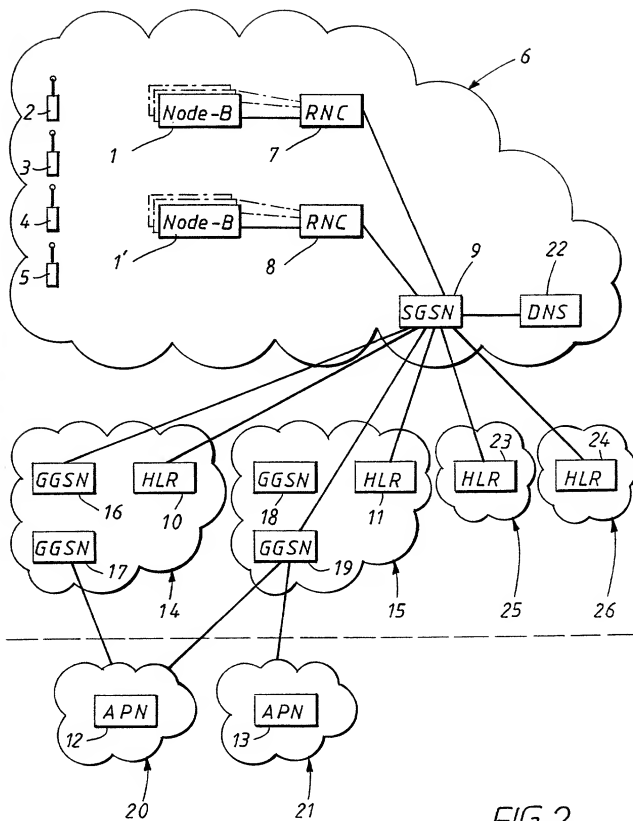 6
2
Node-B
RNC
1
7
3
4
Node-B
RNC
1'
8
5
9
22
SGSN
DNS
GGSN
HLR
16
10
GGSN
18
HLR
11
23
HLR
24
HLR
GGSN
17
GGSN
19
14
15
25
26
APN
12
APN
13
20
21
FIG. 2